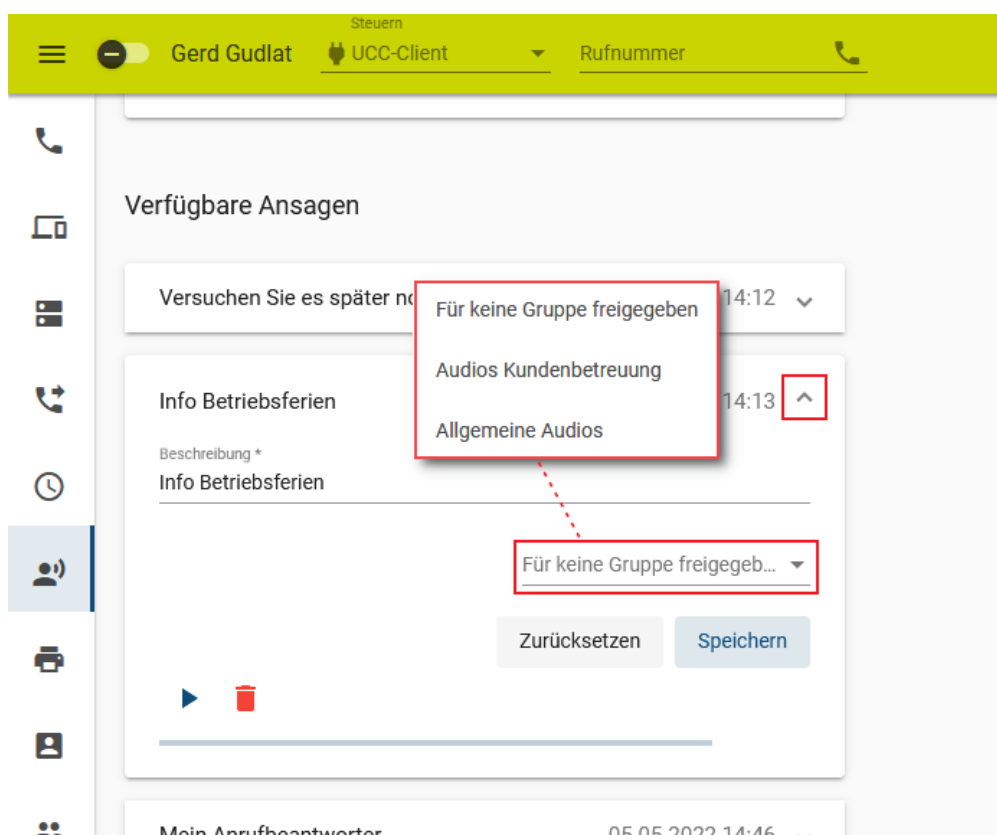 Steuern
Gerd Gudlat UCC-Client Rufnummer
Verfügbare Ansagen
Versuchen Sie es später 14:12
Für keine Gruppe freigegeben
Audios Kundenbetreuung
Allgemeine Audios
Info Betriebsferien 14:13
Beschreibung *
Info Betriebsferien
Für keine Gruppe freigegeb...
Zurücksetzen Speichern
Mein Anrufbeantworter 05.05.2022 14:46